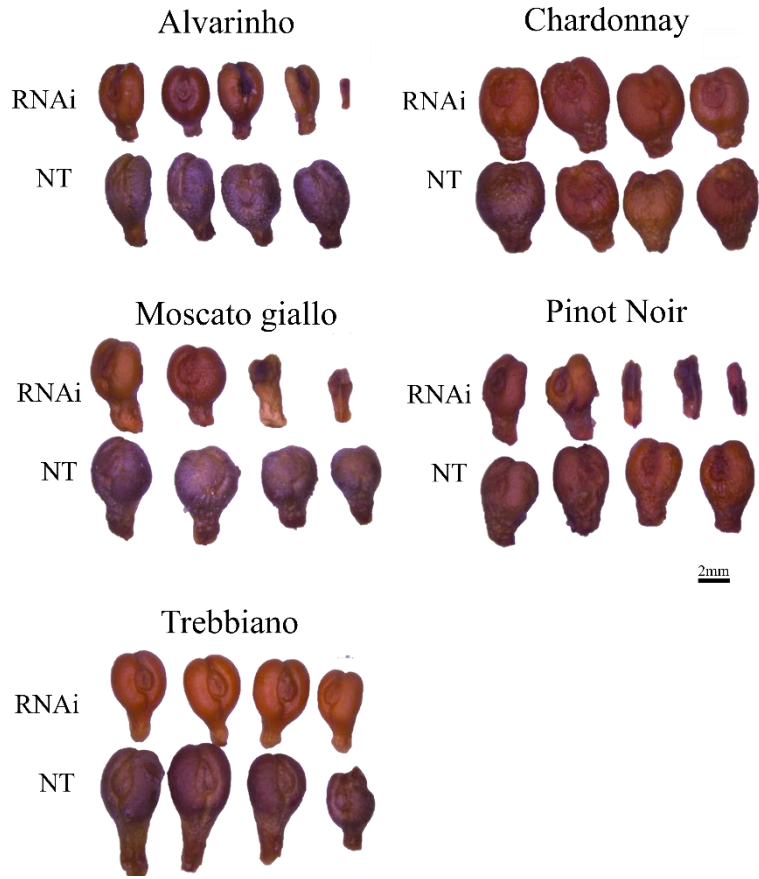 Alvarinho
RNAi
NT
Chardonnay
RNAi
NT
Moscato giallo
RNAi
NT
Pinot Noir
RNAi
NT
2mm
Trebbiano
RNAi
NT